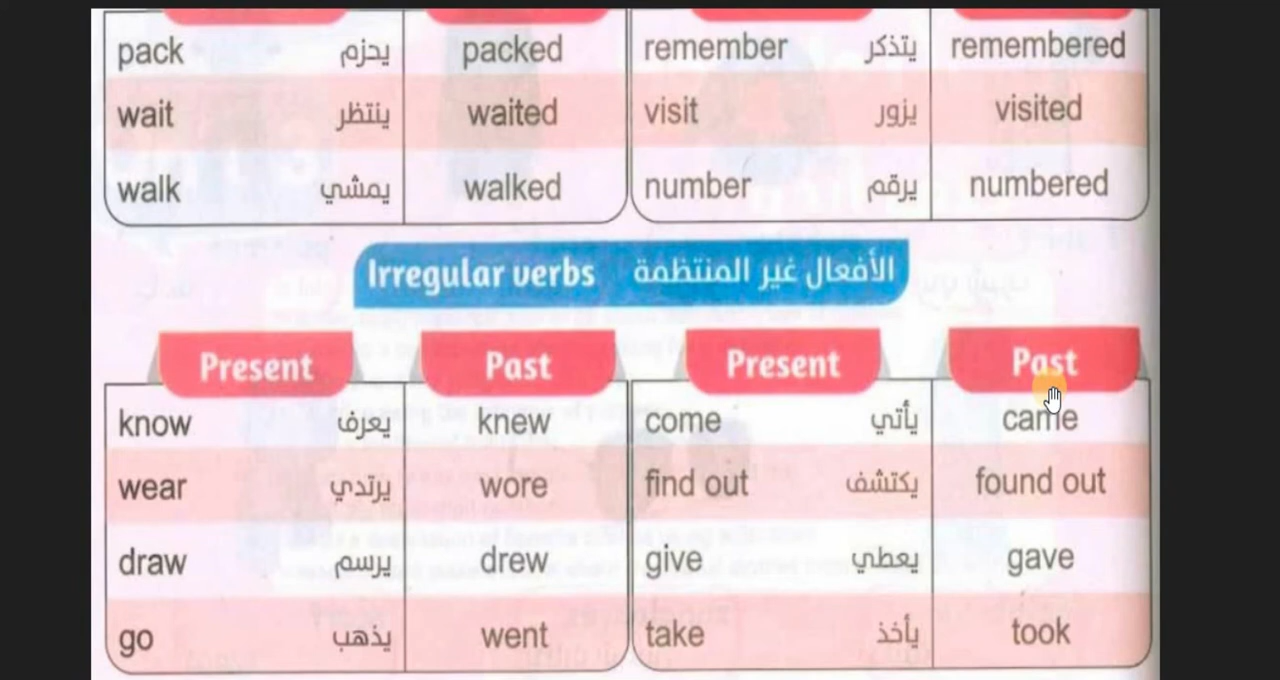 pack يحزم packed remember يتذكر remembered
wait ينتظر waited visit يزور visited
walk يمشي walked number يرقم numbered
Irregular verbs الأفعال غير المنتظمة
Present Past Present Past
know يعرف knew come يأتي came
wear يرتدي wore find out يكتشف found out
draw يرسم drew give يعطي gave
go يذهب went take يأخذ took